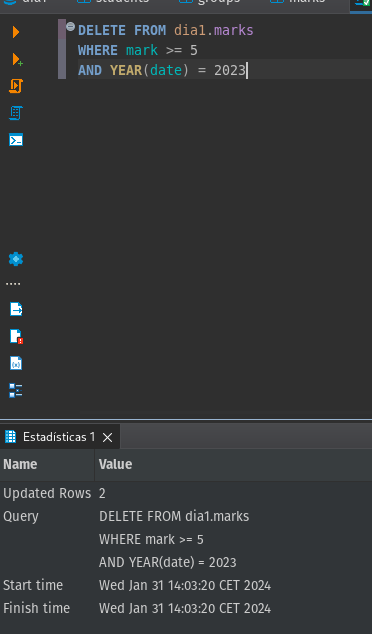 DELETE FROM dia1.marks
WHERE mark >= 5
AND YEAR(date) = 2023
Estadísticas 1
Name Value
Updated Rows 2
Query DELETE FROM dia1.marks
WHERE mark >= 5
AND YEAR(date) = 2023
Start time Wed Jan 31 14:03:20 CET 2024
Finish time Wed Jan 31 14:03:20 CET 2024